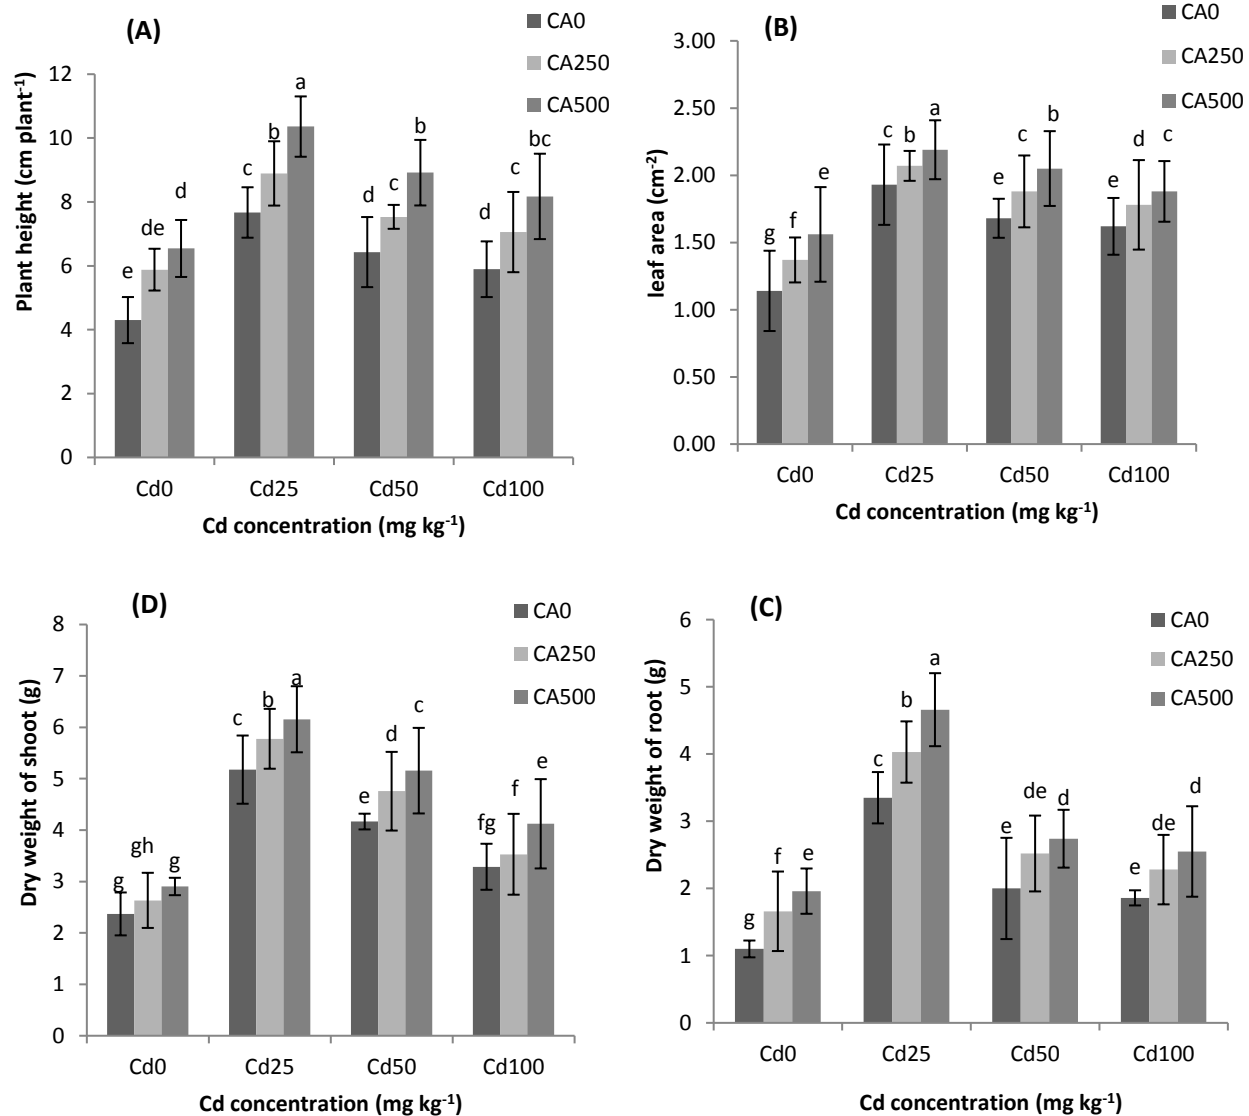 (A)
CA0
CA250
CA500
Plant height (cm plant⁻¹)
12
10
8
6
4
2
0
e
de
d
c
b
a
d
c
b
d
c
bc
Cd0
Cd25
Cd50
Cd100
Cd concentration (mg kg⁻¹)
(B)
CA0
CA250
CA500
leaf area (cm⁻²)
3.00
2.50
2.00
1.50
1.00
0.50
0.00
g
f
e
c
b
a
e
c
b
e
d
c
Cd0
Cd25
Cd50
Cd100
Cd concentration (mg kg⁻¹)
(D)
CA0
CA250
CA500
Dry weight of shoot (g)
8
7
6
5
4
3
2
1
0
g
gh
g
c
b
a
e
d
c
fg
f
e
Cd0
Cd25
Cd50
Cd100
Cd concentration (mg kg⁻¹)
(C)
CA0
CA250
CA500
Dry weight of root (g)
6
5
4
3
2
1
0
g
f
e
c
b
a
e
de
d
e
de
d
Cd0
Cd25
Cd50
Cd100
Cd concentration (mg kg⁻¹)